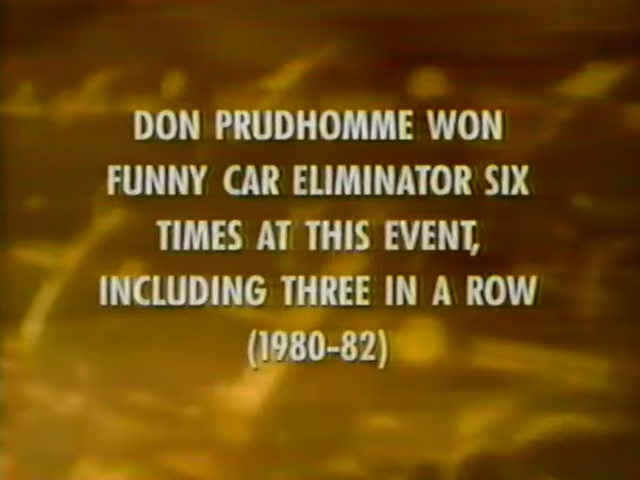 DON PRUDHOMME WON
FUNNY CAR ELIMINATOR SIX
TIMES AT THIS EVENT,
INCLUDING THREE IN A ROW
(1980-82)